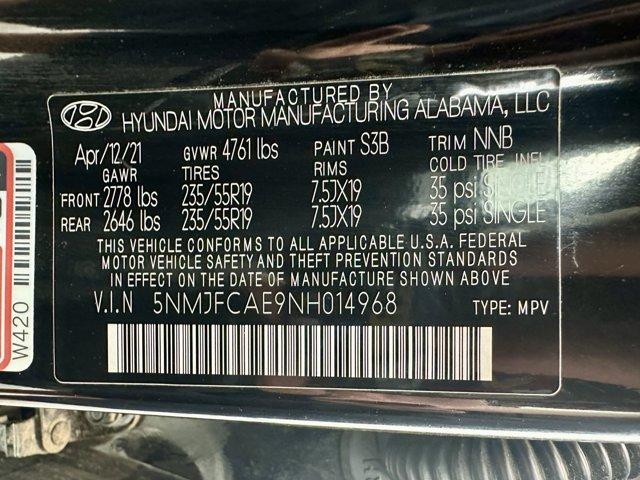 MANUFACTURED BY
HYUNDAI MOTOR MANUFACTURING ALABAMA, LLC
Apr/12/21 GVWR 4761 lbs PAINT S3B TRIM NNB
GAWR TIRES RIMS COLD TIRE INFL
FRONT 2778 lbs 235/55R19 7.5JX19 35 psi SINGLE
REAR 2646 lbs 235/55R19 7.5JX19 35 psi SINGLE
THIS VEHICLE CONFORMS TO ALL APPLICABLE U.S.A. FEDERAL
MOTOR VEHICLE SAFETY AND THEFT PREVENTION STANDARDS
IN EFFECT ON THE DATE OF MANUFACTURE SHOWN ABOVE.
V.I.N 5NMJFCAE9NH014968 TYPE: MPV
W420